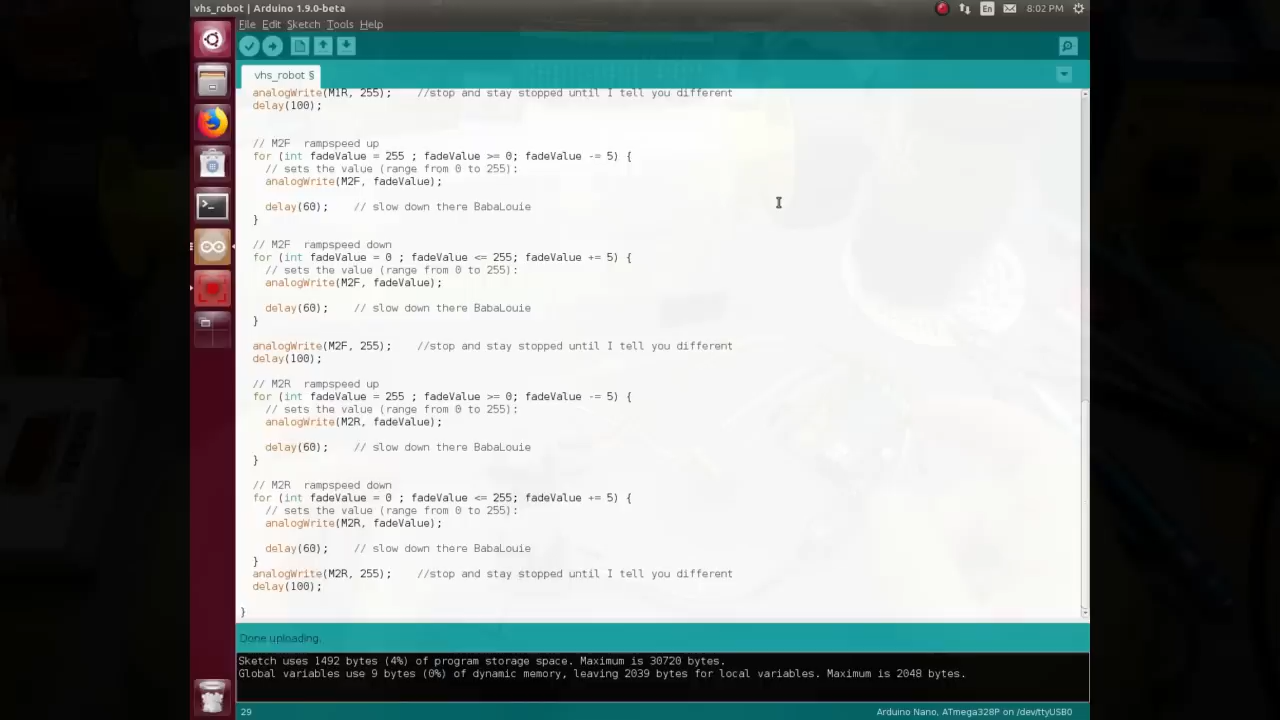 vhs_robot | Arduino 1.9.0-beta
En
8:02 PM
File Edit Sketch Tools Help
vhs_robot §
analogWrite(M1R, 255);    //stop and stay stopped until I tell you different
delay(100);
// M2F  rampspeed up
for (int fadeValue = 255 ; fadeValue >= 0; fadeValue -= 5) {
// sets the value (range from 0 to 255):
analogWrite(M2F, fadeValue);
delay(60);    // slow down there BabaLouie
}
// M2F  rampspeed down
for (int fadeValue = 0 ; fadeValue <= 255; fadeValue += 5) {
// sets the value (range from 0 to 255):
analogWrite(M2F, fadeValue);
delay(60);    // slow down there BabaLouie
}
analogWrite(M2F, 255);    //stop and stay stopped until I tell you different
delay(100);
// M2R  rampspeed up
for (int fadeValue = 255 ; fadeValue >= 0; fadeValue -= 5) {
// sets the value (range from 0 to 255):
analogWrite(M2R, fadeValue);
delay(60);    // slow down there BabaLouie
}
// M2R  rampspeed down
for (int fadeValue = 0 ; fadeValue <= 255; fadeValue += 5) {
// sets the value (range from 0 to 255):
analogWrite(M2R, fadeValue);
delay(60);    // slow down there BabaLouie
}
analogWrite(M2R, 255);    //stop and stay stopped until I tell you different
delay(100);
}
Done uploading.
Sketch uses 1492 bytes (4%) of program storage space. Maximum is 30720 bytes.
Global variables use 9 bytes (0%) of dynamic memory, leaving 2039 bytes for local variables. Maximum is 2048 bytes.
29
Arduino Nano, ATmega328P on /dev/ttyUSB0